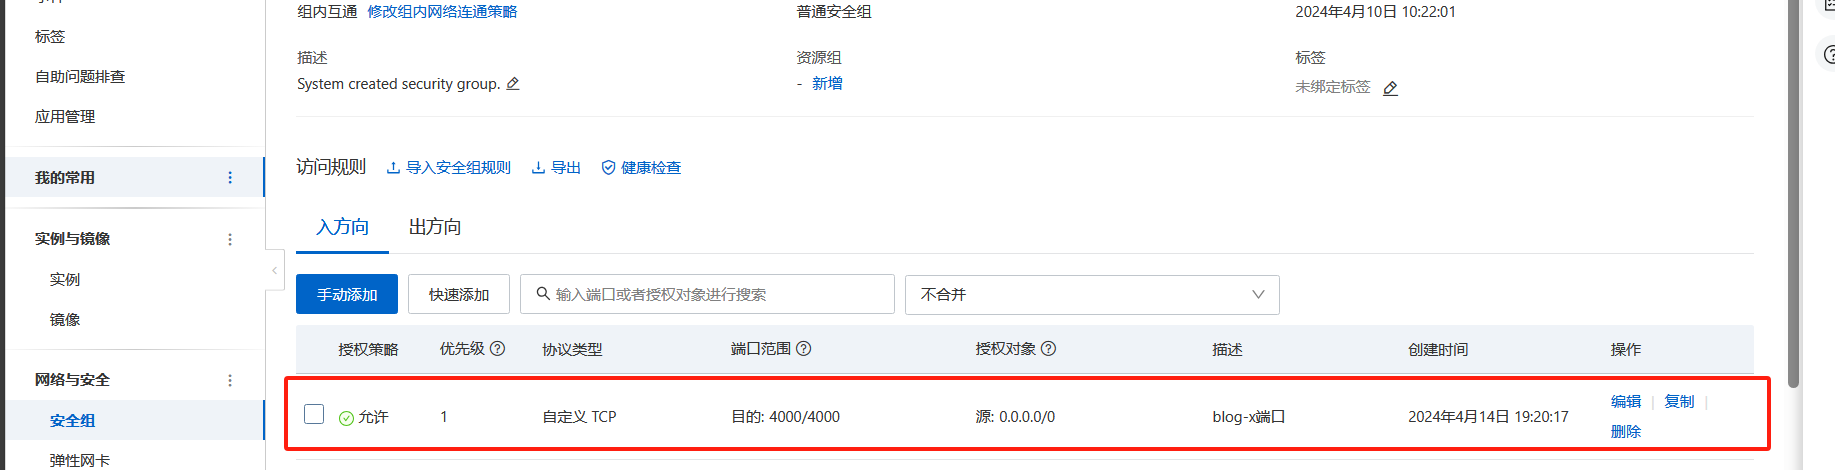 标签
自助问题排查
应用管理
我的常用
实例与镜像
实例
镜像
网络与安全
安全组
弹性网卡
组内互通 修改组内网络连通策略
普通安全组
2024年4月10日 10:22:01
描述
资源组
标签
System created security group.
- 新增
未绑定标签
访问规则 导入安全组规则 导出 健康检查
入方向 出方向
手动添加 快速添加 输入端口或者授权对象进行搜索 不合并
授权策略 优先级 协议类型 端口范围 授权对象 描述 创建时间 操作
允许 1 自定义 TCP 目的: 4000/4000 源: 0.0.0.0/0 blog-x端口 2024年4月14日 19:20:17 编辑 | 复制 |
删除